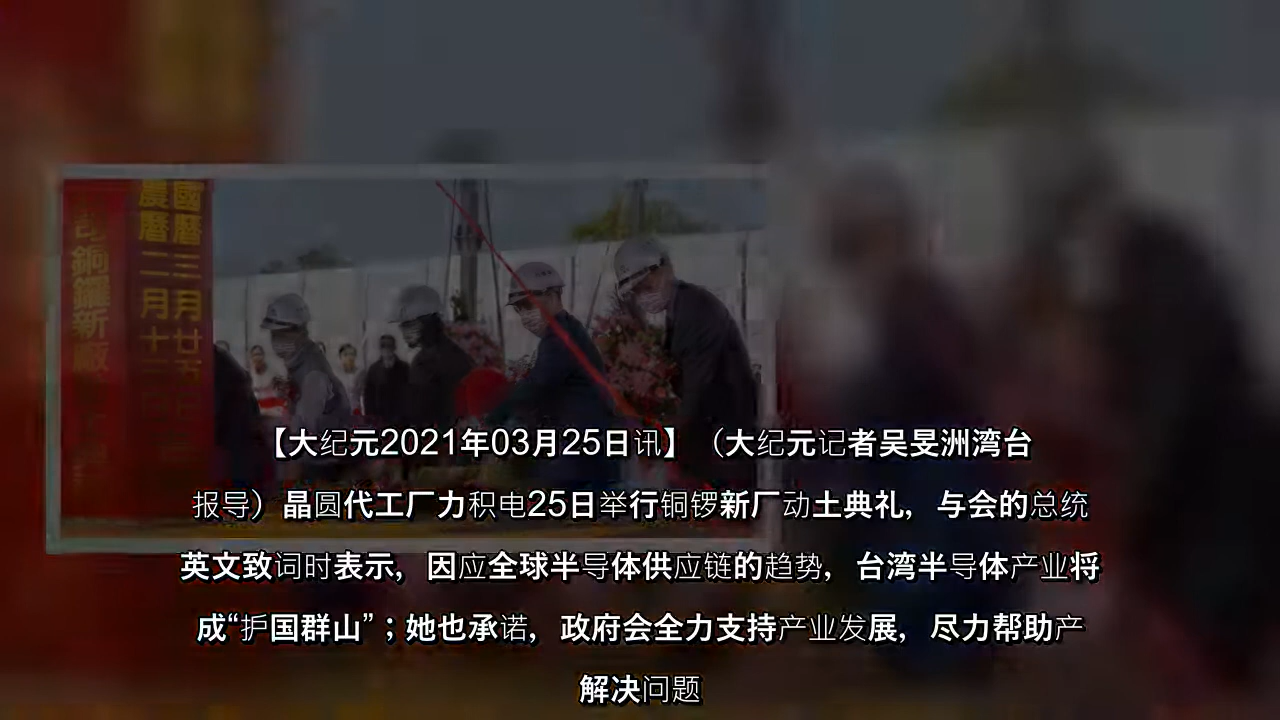 國曆三月廿五日
農曆二月十三日
銅鑼新廠
【大纪元2021年03月25日讯】（大纪元记者吴旻洲湾台
报导）晶圆代工厂力积电25日举行铜锣新厂动土典礼，与会的总统
英文致词时表示，因应全球半导体供应链的趋势，台湾半导体产业将
成“护国群山”；她也承诺，政府会全力支持产业发展，尽力帮助产
解决问题